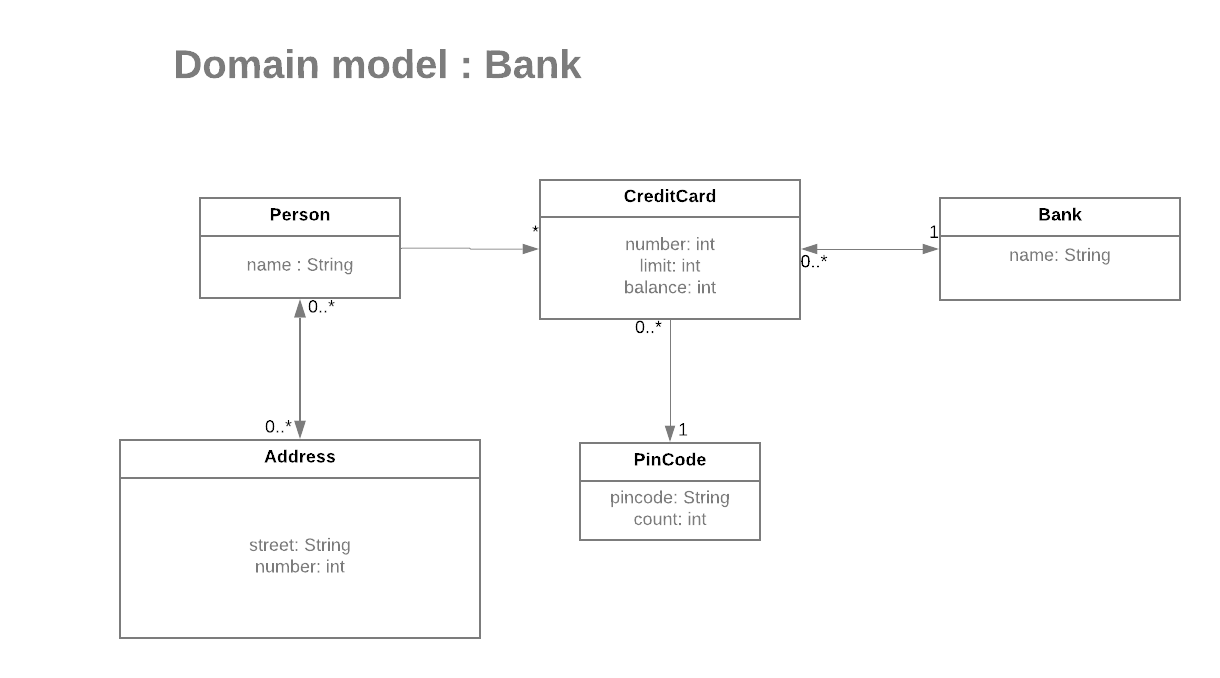 Domain model : Bank
Person
name : String
0..*
*
CreditCard
number: int
limit: int
balance: int
0..*
0..*
1
Bank
name: String
0..*
Address
street: String
number: int
1
PinCode
pincode: String
count: int